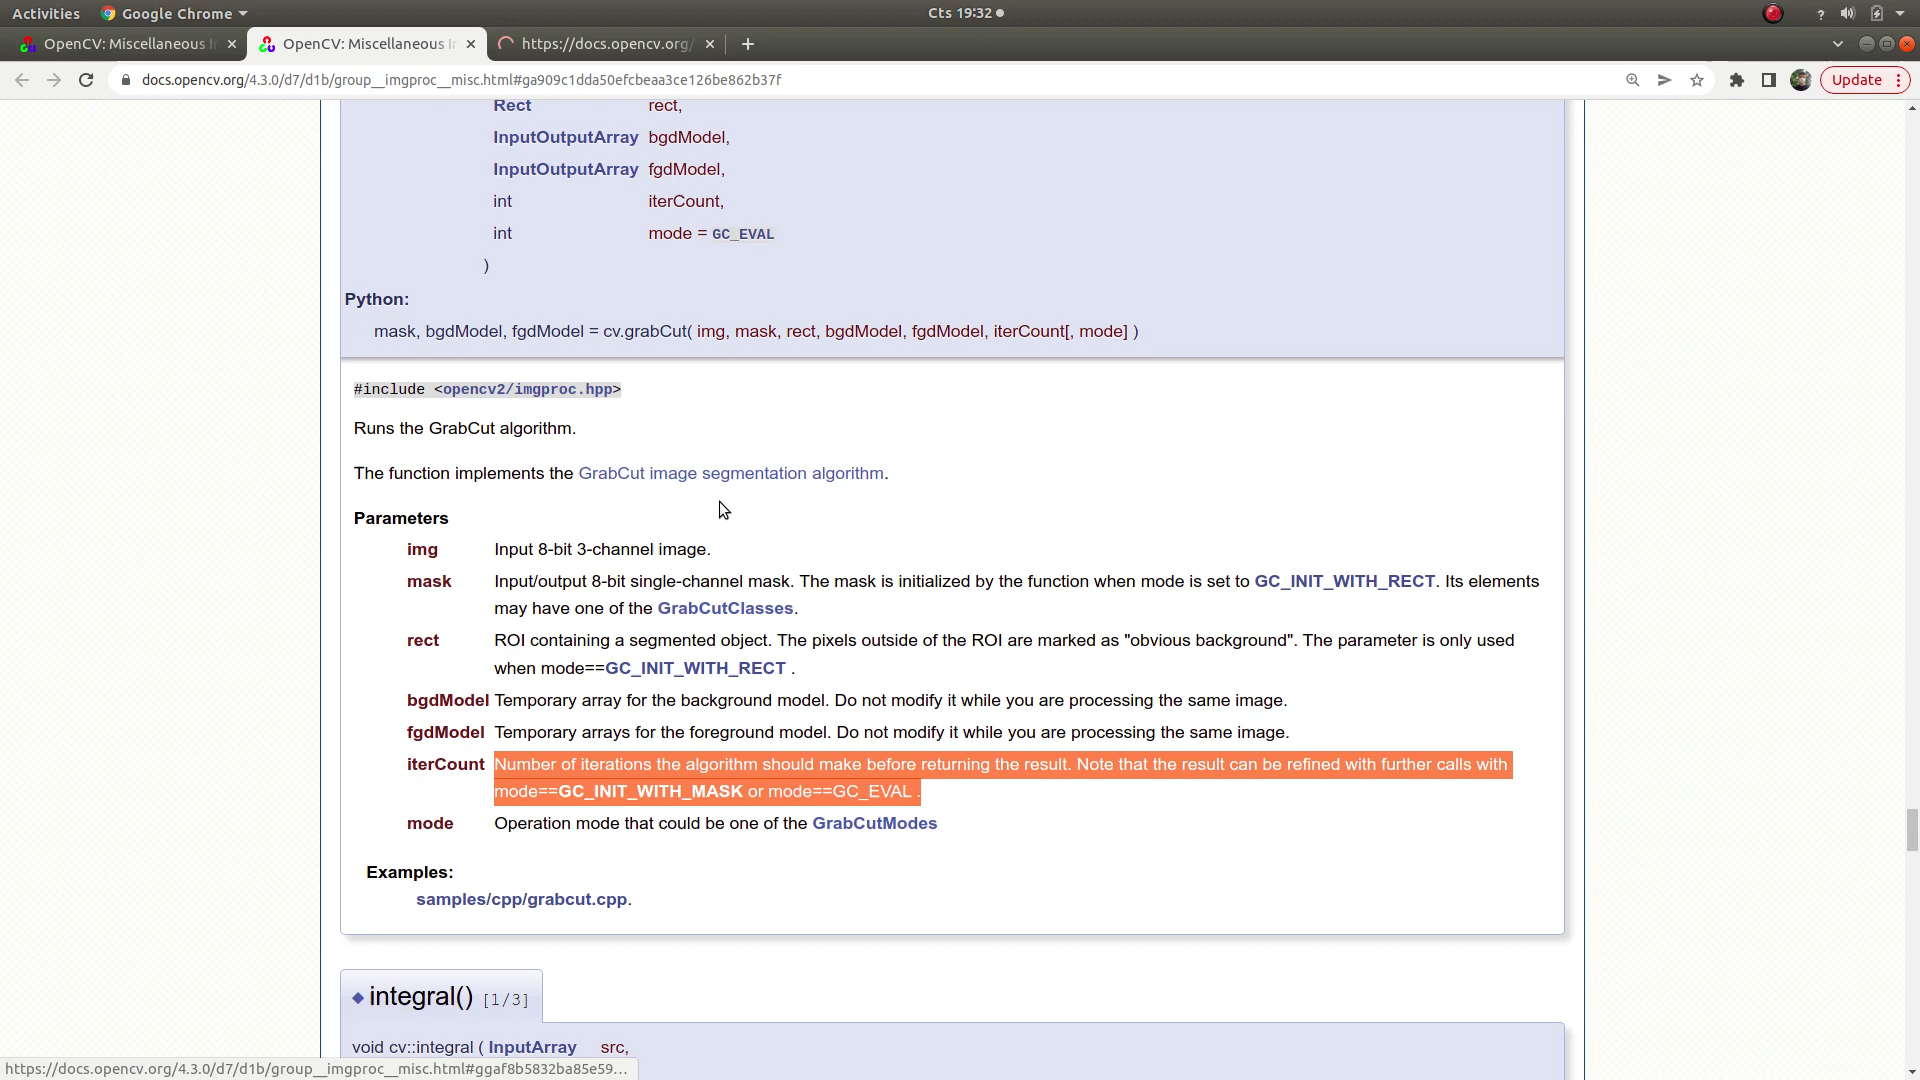 Activities Google Chrome Cts 19:32 ?
OpenCV: Miscellaneous I OpenCV: Miscellaneous I https://docs.opencv.org/
docs.opencv.org/4.3.0/d7/d1b/group__imgproc__misc.html#ga909c1dda50efcbeaa3ce126be862b37f Update
Rect rect,
InputOutputArray bgdModel,
InputOutputArray fgdModel,
int iterCount,
int mode = GC_EVAL
)
Python:
mask, bgdModel, fgdModel = cv.grabCut( img, mask, rect, bgdModel, fgdModel, iterCount[, mode] )
#include <opencv2/imgproc.hpp>
Runs the GrabCut algorithm.
The function implements the GrabCut image segmentation algorithm.
Parameters
img Input 8-bit 3-channel image.
mask Input/output 8-bit single-channel mask. The mask is initialized by the function when mode is set to GC_INIT_WITH_RECT. Its elements
may have one of the GrabCutClasses.
rect ROI containing a segmented object. The pixels outside of the ROI are marked as "obvious background". The parameter is only used
when mode==GC_INIT_WITH_RECT .
bgdModel Temporary array for the background model. Do not modify it while you are processing the same image.
fgdModel Temporary arrays for the foreground model. Do not modify it while you are processing the same image.
iterCount Number of iterations the algorithm should make before returning the result. Note that the result can be refined with further calls with
mode==GC_INIT_WITH_MASK or mode==GC_EVAL .
mode Operation mode that could be one of the GrabCutModes
Examples:
samples/cpp/grabcut.cpp.
◆ integral() [1/3]
void cv::integral ( InputArray src,
https://docs.opencv.org/4.3.0/d7/d1b/group__imgproc__misc.html#ggaf8b5832ba85e59...